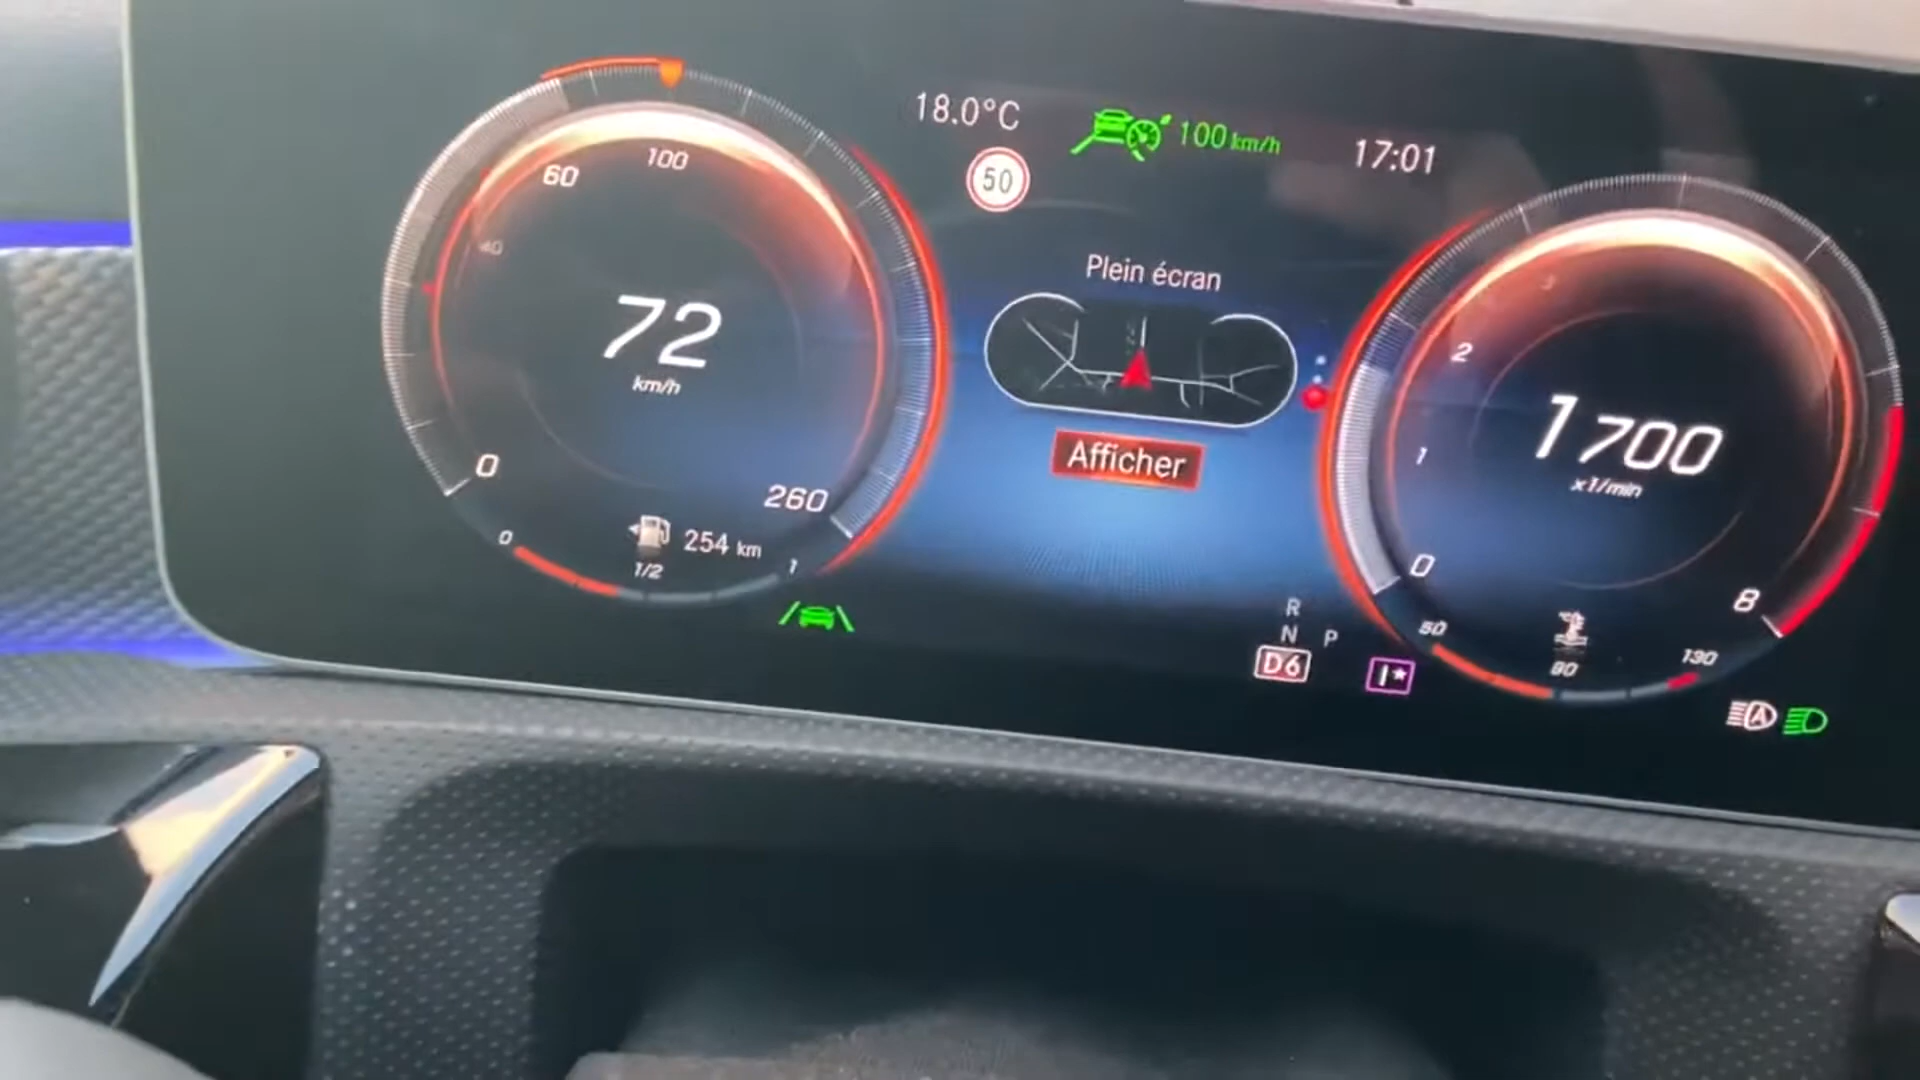 18.0°C
100 km/h
17:01
50
60
100
40
72
km/h
0
260
254 km
0
1/2
1
Plein écran
Afficher
3
2
1
1700
x1/min
0
8
50
90
130
R
N
P
D6
I*
A